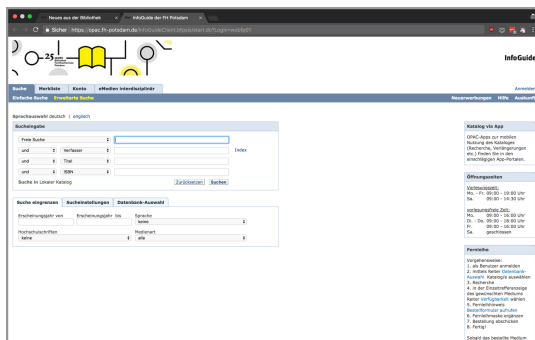 Neues aus der Bibliothek
InfoGuide der FH Potsdam
Sicher https://opac.fh-potsdam.de/InfoGuideClient.bfpsis/start.do?Login=webfis01
25
InfoGuide
Suche Merkliste Konto eMedien interdisziplinär
Anmelden
Einfache Suche Erweiterte Suche
Neuerwerbungen Hilfe Auskunft
Sprachauswahl deutsch | englisch
Sucheingabe
Freie Suche
und Verfasser Index
und Titel
und ISBN
Suche in Lokaler Katalog Zurücksetzen Suchen
Suche eingrenzen Sucheinstellungen Datenbank-Auswahl
Erscheinungsjahr von Erscheinungsjahr bis Sprache
keine
Hochschulschriften Medienart
keine alle
Katalog via App
OPAC-Apps zur mobilen
Nutzung des Kataloges
(Recherche, Verlängerungen
etc.) finden Sie in den
einschlägigen App-Portalen.
Öffnungszeiten
Vorlesungszeit:
Mo. - Fr. 09:00 - 19:00 Uhr
Sa. 09:00 - 14:30 Uhr
vorlesungsfreie Zeit:
Mo. 09:00 - 16:00 Uhr
Di. - Do. 09:00 - 18:00 Uhr
Fr. 09:00 - 16:00 Uhr
Sa. geschlossen
Fernleihe
Vorgehensweise:
1. als Benutzer anmelden
2. mittels Reiter Datenbank-
Auswahl Katalog/e auswählen
3. Recherche
4. in der Einzeltrefferanzeige
des gewünschten Mediums
Reiter Verfügbarkeit wählen
5. Fernleihhinweis
Bestellformular aufrufen
6. Fernleihmaske ergänzen
7. Bestellung abschicken
8. Fertig!
Sobald das bestellte Medium